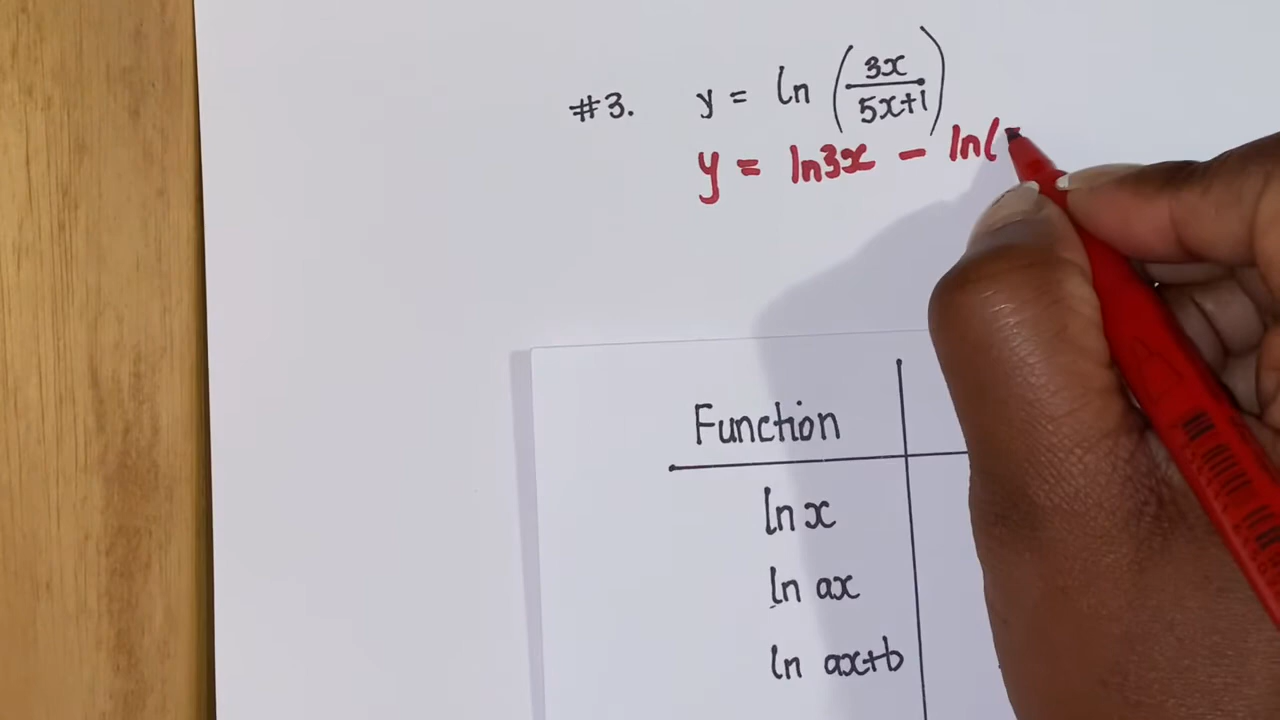 #3. y = ln (3x/5x+1)
y = ln3x - ln(
Function
ln x
ln ax
ln ax+b